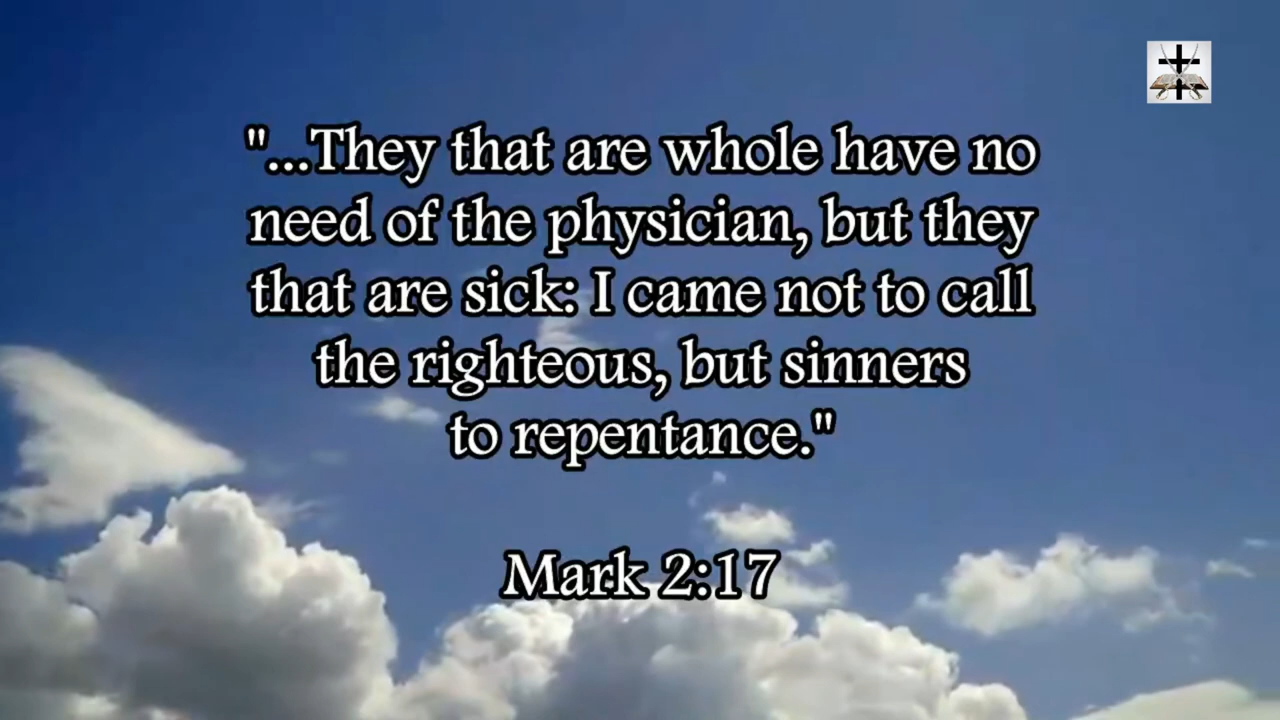 "...They that are whole have no
need of the physician, but they
that are sick: I came not to call
the righteous, but sinners
to repentance."
Mark 2:17